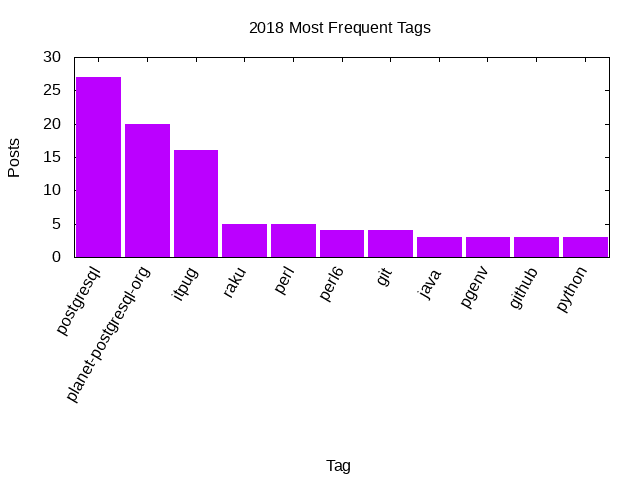 2018 Most Frequent Tags
30
25
20
15
10
5
0
Posts
postgresql
planet-postgresql-org
itpug
raku
perl
perl6
git
java
pgenv
github
python
Tag